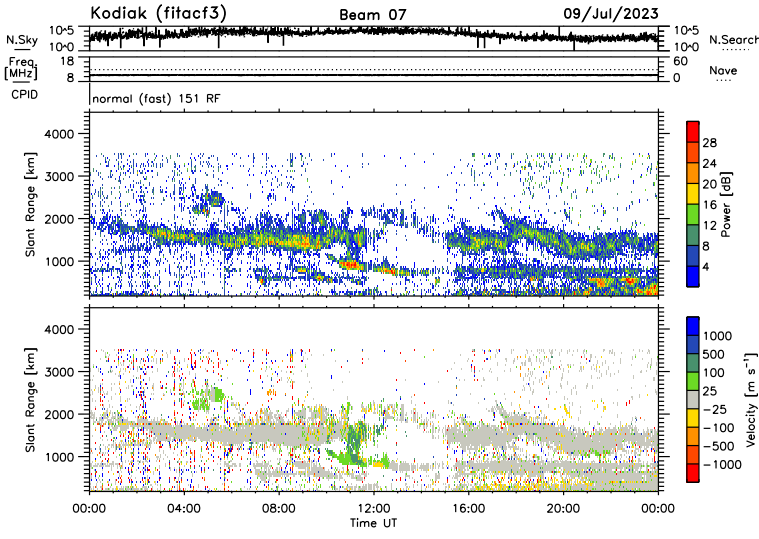 Kodiak (fitacf3) Beam 07 09/Jul/2023
N.Sky 10^5 10^0 10^5 10^0 N.Search
Freq. [MHz] 18 8 60 0 Nave
CPID normal (fast) 151 RF
Slant Range [km]
4000
3000
2000
1000
28
24
20
16
12
8
4
Power [dB]
Slant Range [km]
4000
3000
2000
1000
1000
500
100
25
-25
-100
-500
-1000
Velocity [m s⁻¹]
00:00 04:00 08:00 12:00 16:00 20:00 00:00
Time UT